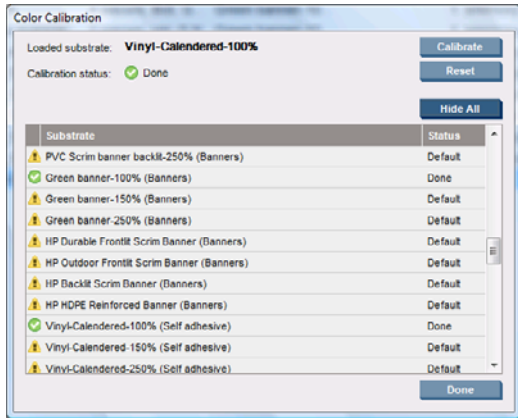 Color Calibration
Loaded substrate: Vinyl-Calendered-100% Calibrate
Calibration status: Done Reset
Hide All
Substrate Status
PVC Scrim banner backlit-250% (Banners) Default
Green banner-100% (Banners) Done
Green banner-150% (Banners) Default
Green banner-250% (Banners) Default
HP Durable Frontlit Scrim Banner (Banners) Default
HP Outdoor Frontlit Scrim Banner (Banners) Default
HP Backlit Scrim Banner (Banners) Default
HP HDPE Reinforced Banner (Banners) Default
Vinyl-Calendered-100% (Self adhesive) Done
Vinyl-Calendered-150% (Self adhesive) Default
Vinyl-Calendered-250% (Self adhesive) Default
Done